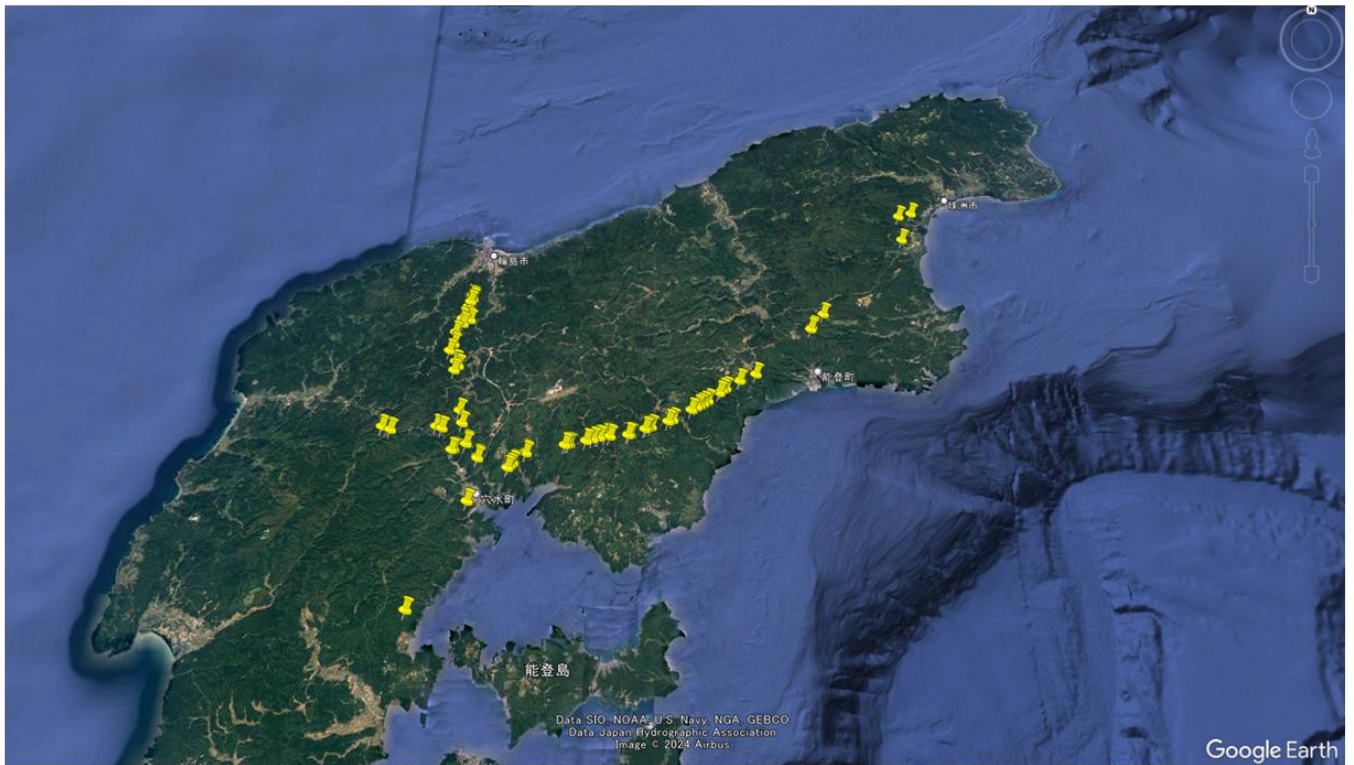 N
珠洲市
輪島市
能登町
穴水町
能登島
Data SIO, NOAA, U.S. Navy, NGA, GEBCO
Data Japan Hydrographic Association
Image © 2024 Airbus
Google Earth